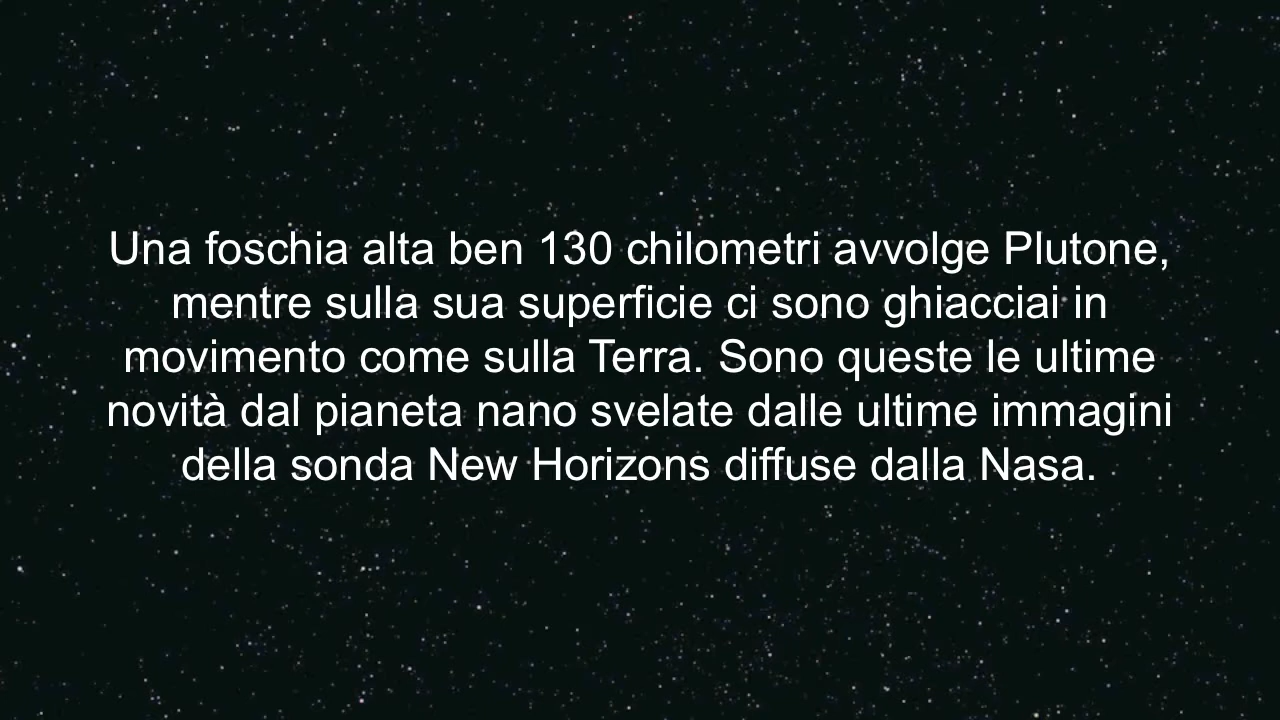 Una foschia alta ben 130 chilometri avvolge Plutone,
mentre sulla sua superficie ci sono ghiacciai in
movimento come sulla Terra. Sono queste le ultime
novità dal pianeta nano svelate dalle ultime immagini
della sonda New Horizons diffuse dalla Nasa.